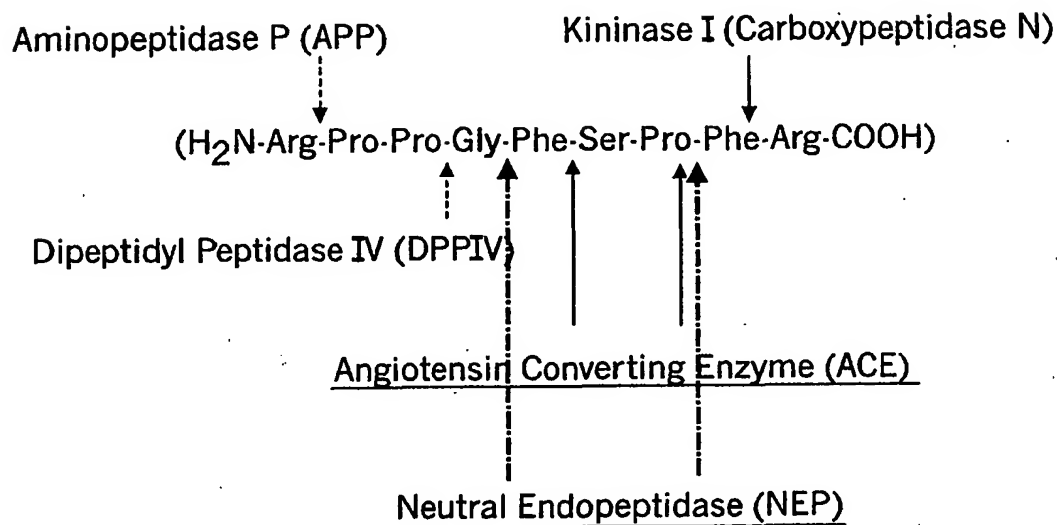 Aminopeptidase P (APP)
Kininase I (Carboxypeptidase N)
(H2N-Arg-Pro-Pro-Gly-Phe-Ser-Pro-Phe-Arg-COOH)
Dipeptidyl Peptidase IV (DPPIV)
Angiotensin Converting Enzyme (ACE)
Neutral Endopeptidase (NEP)